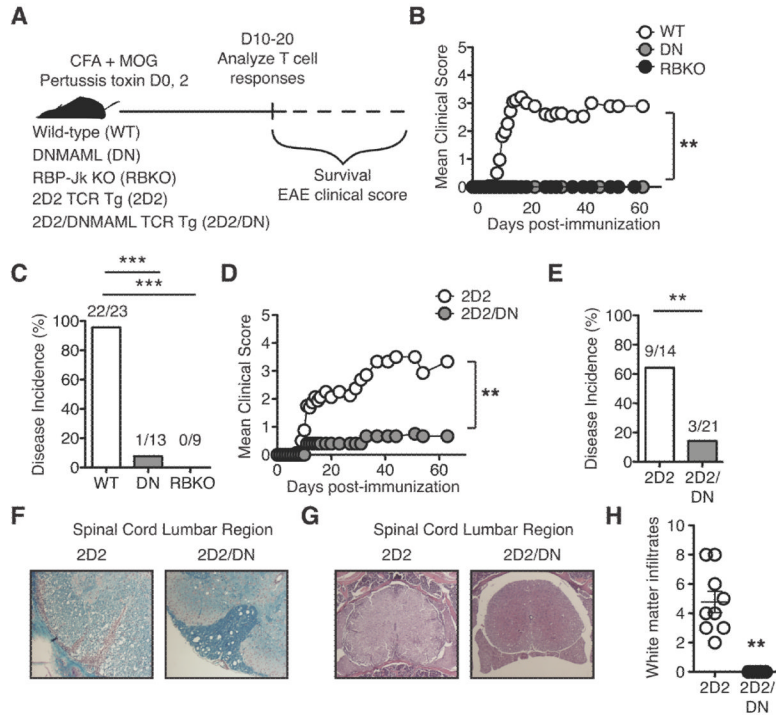 A
CFA + MOG
Pertussis toxin D0, 2
D10-20
Analyze T cell
responses
Wild-type (WT)
DNMAML (DN)
RBP-Jk KO (RBKO)
2D2 TCR Tg (2D2)
2D2/DNMAML TCR Tg (2D2/DN)
Survival
EAE clinical score
B
WT
DN
RBKO
Mean Clinical Score
5
4
3
2
1
0
**
0 10 20 30 40 50 60
Days post-immunization
C
***
***
Disease Incidence (%)
100
80
60
40
20
0
22/23
1/13
0/9
WT DN RBKO
D
2D2
2D2/DN
Mean Clinical Score
5
4
3
2
1
0
**
0 20 40 60
Days post-immunization
E
**
Disease Incidence (%)
100
80
60
40
20
0
9/14
3/21
2D2 2D2/
DN
F
Spinal Cord Lumbar Region
2D2 2D2/DN
G
Spinal Cord Lumbar Region
2D2 2D2/DN
H
White matter infiltrates
10
8
6
4
2
0
**
2D2 2D2/
DN